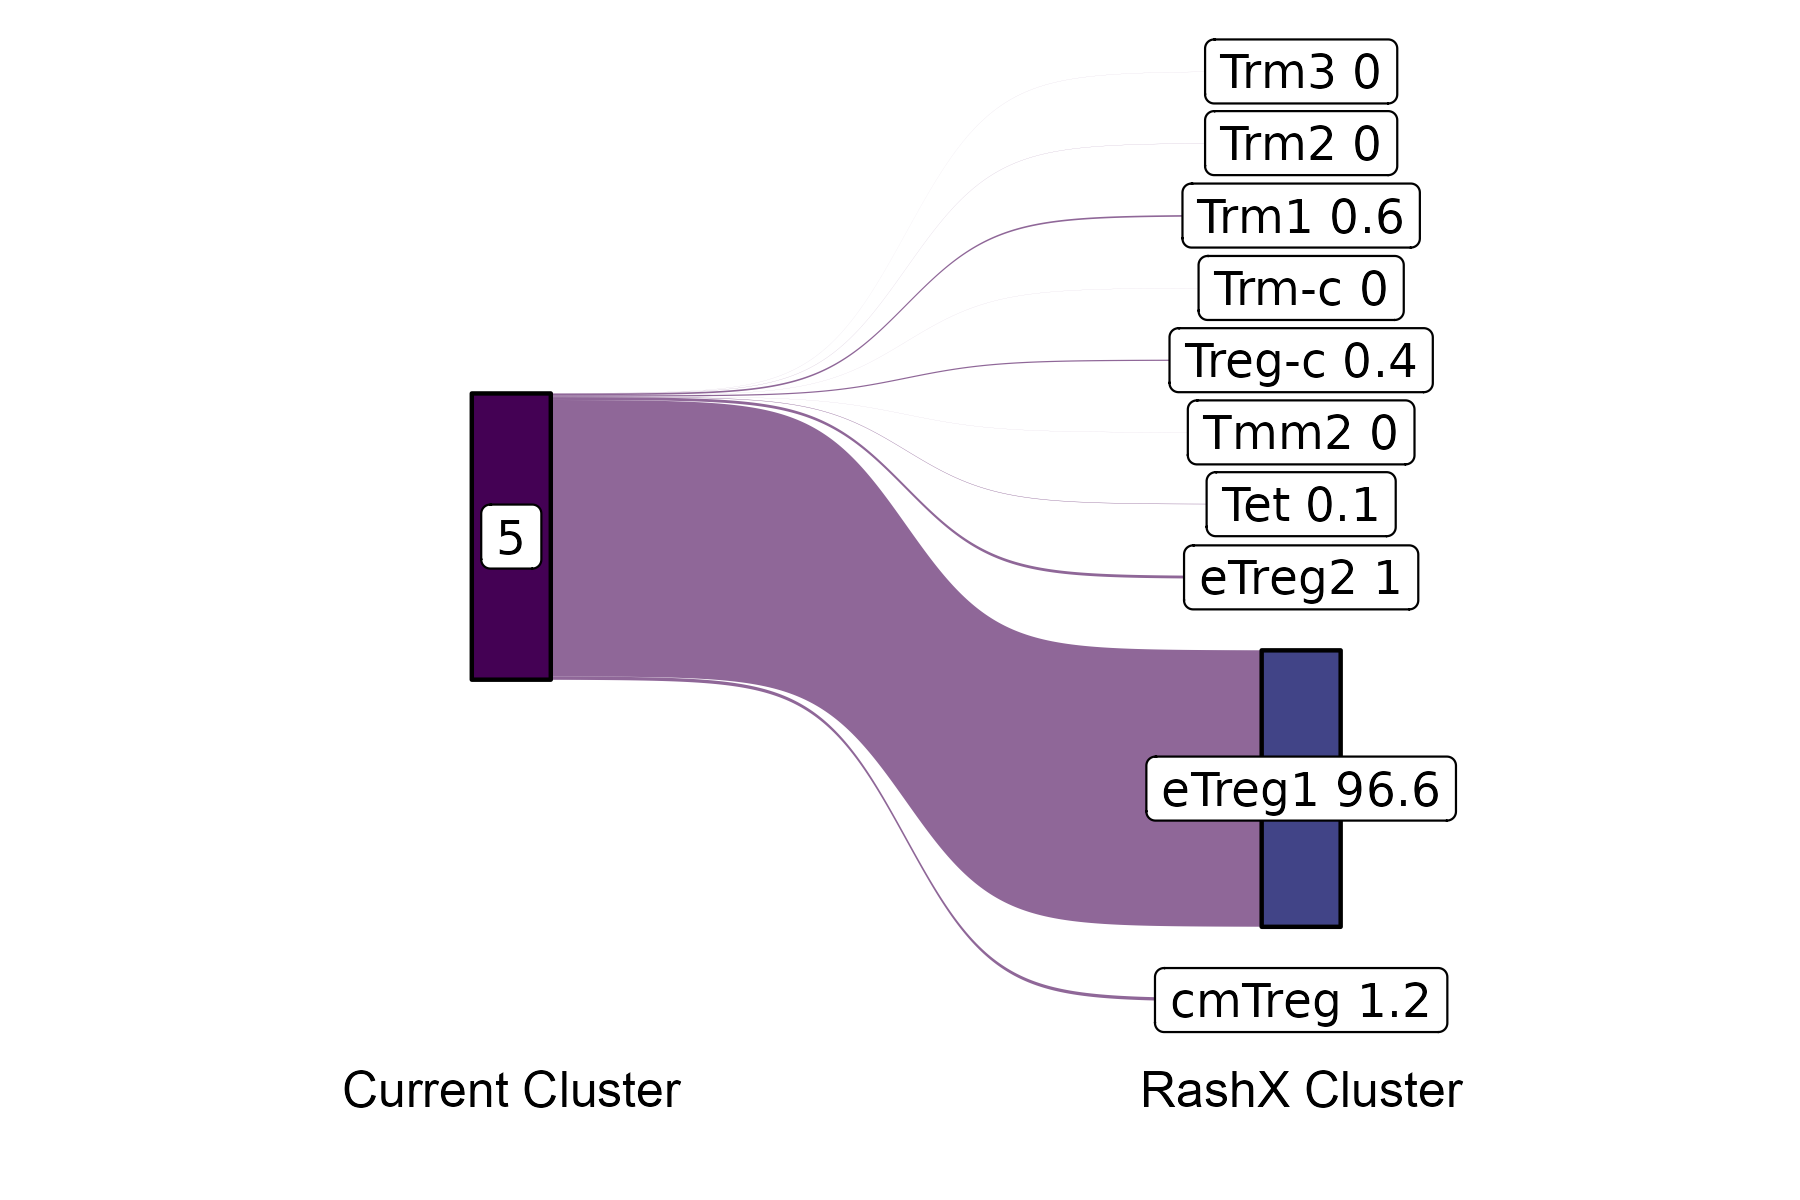 Trm3 0
Trm2 0
Trm1 0.6
Trm-c 0
Treg-c 0.4
Tmm2 0
Tet 0.1
eTreg2 1
5
eTreg1 96.6
cmTreg 1.2
Current Cluster
RashX Cluster